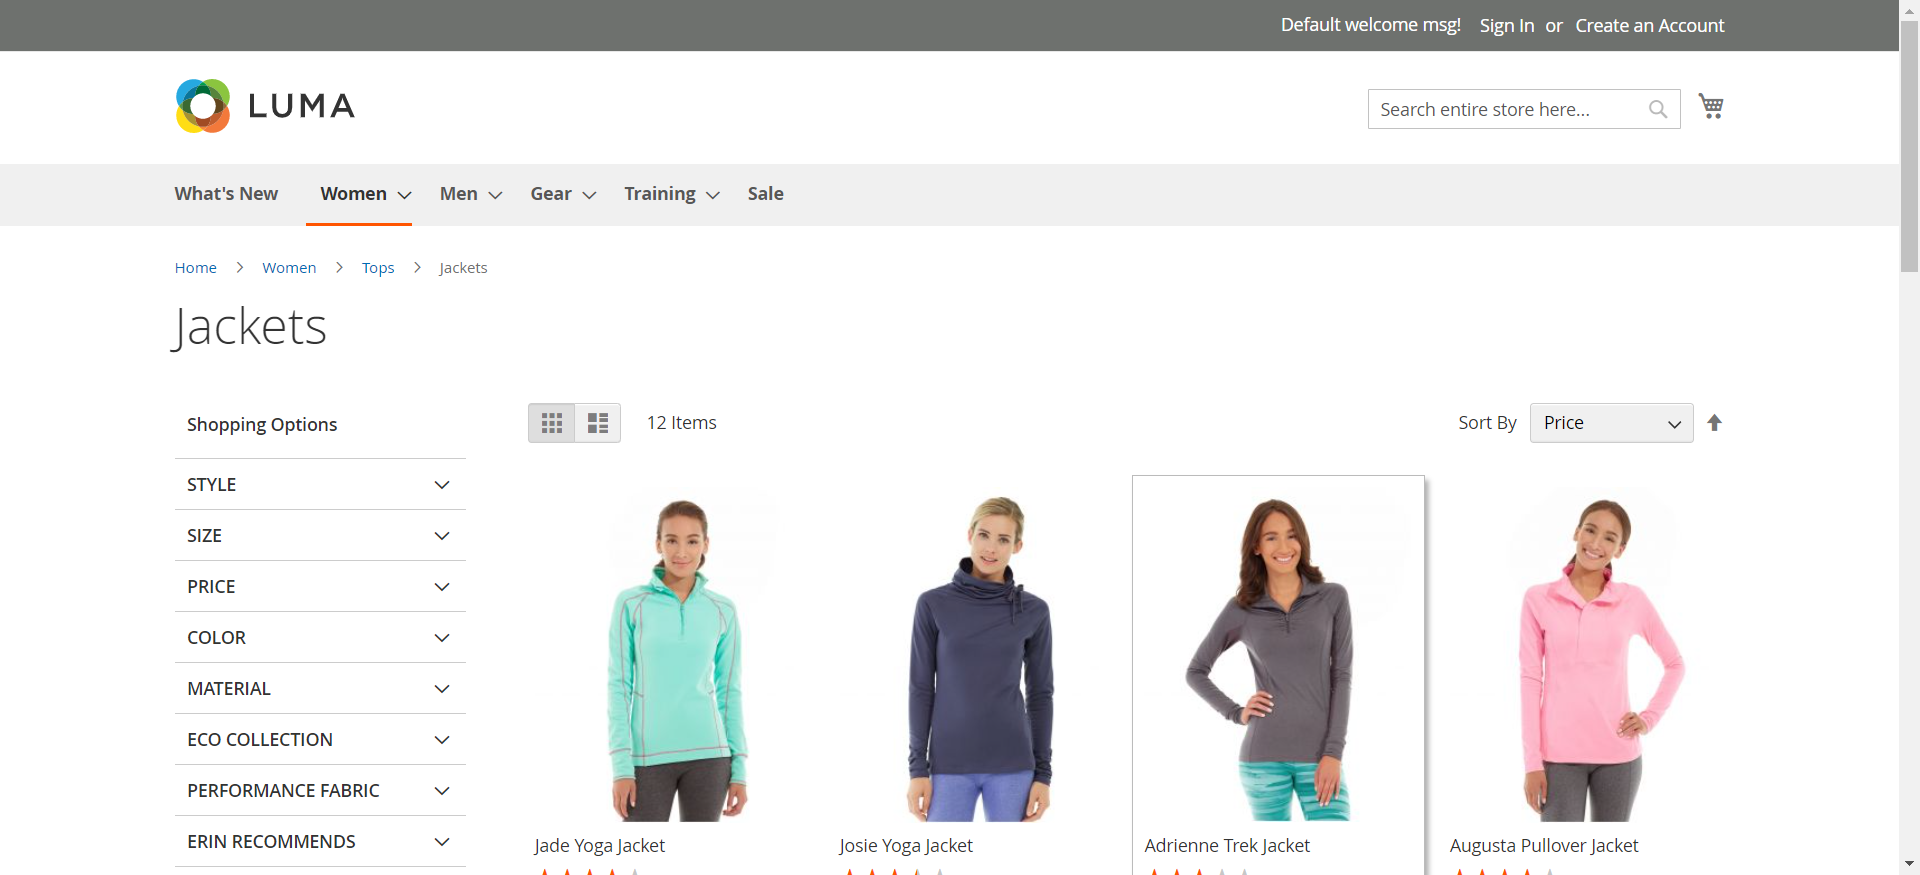 Default welcome msg! Sign In or Create an Account
LUMA
Search entire store here...
What's New Women Men Gear Training Sale
Home Women Tops Jackets
Jackets
Shopping Options
12 Items
Sort By Price
STYLE
SIZE
PRICE
COLOR
MATERIAL
ECO COLLECTION
PERFORMANCE FABRIC
ERIN RECOMMENDS
Jade Yoga Jacket
Josie Yoga Jacket
Adrienne Trek Jacket
Augusta Pullover Jacket